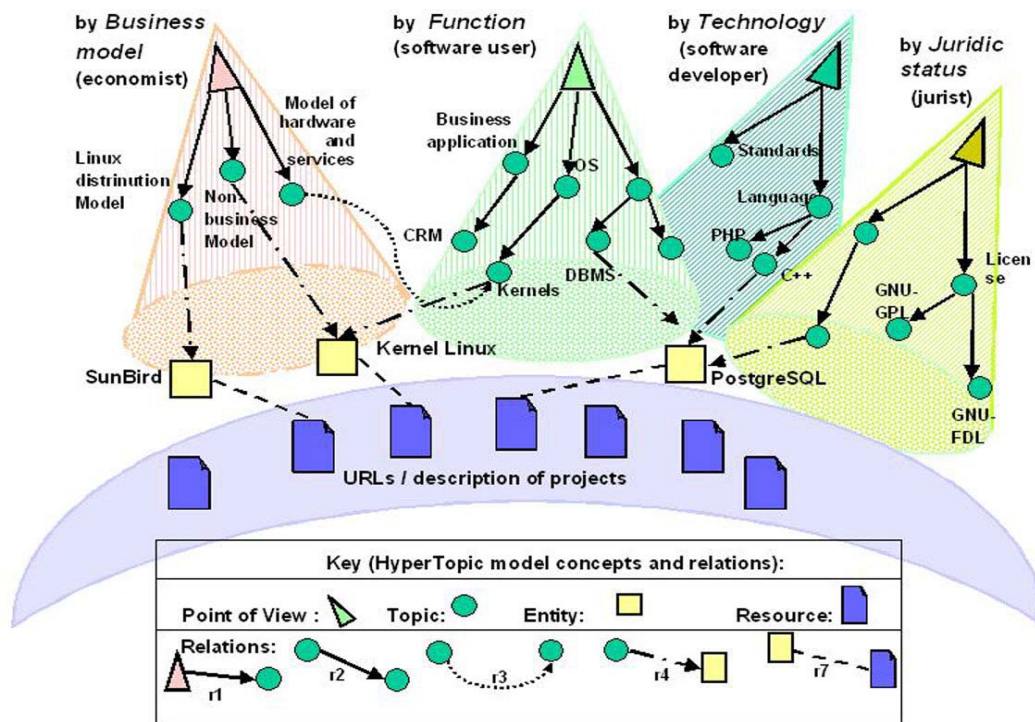 by Business
model
(economist)
by Function
(software user)
by Technology
(software
developer)
by Juridic
status
(jurist)
Model of
hardware
and
services
Linux
distrinution
Model
Non-
business
Model
Business
application
OS
CRM
Kernels
DBMS
Standards
Language
PHP
C++
Licen
se
GNU-
GPL
GNU-
FDL
SunBird
Kernel Linux
PostgreSQL
URLs / description of projects
Key (HyperTopic model concepts and relations):
Point of View :
Topic:
Entity:
Resource:
Relations:
r1
r2
r3
r4
r7